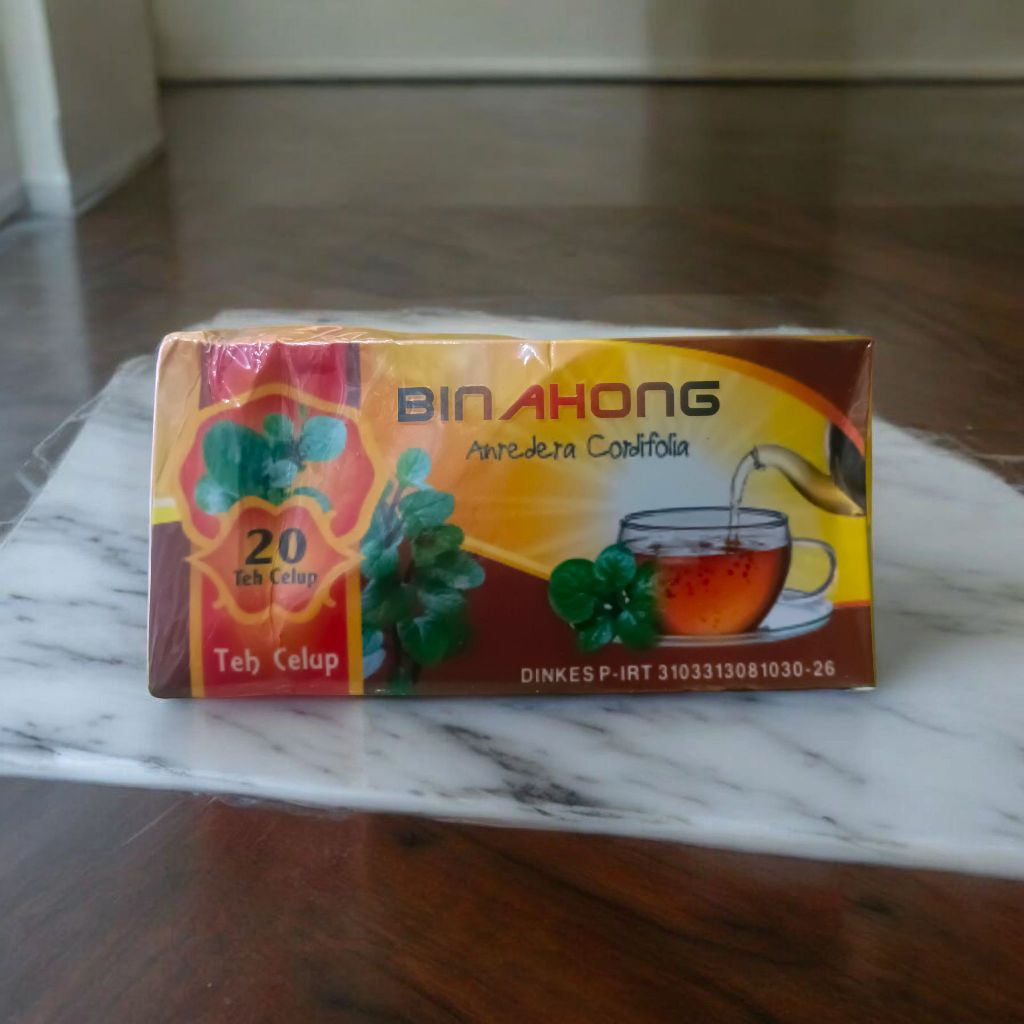 BINAHONG
Anredera Cordifolia
20
Teh Celup
Teh Celup
DINKES P-IRT 3103313081030-26